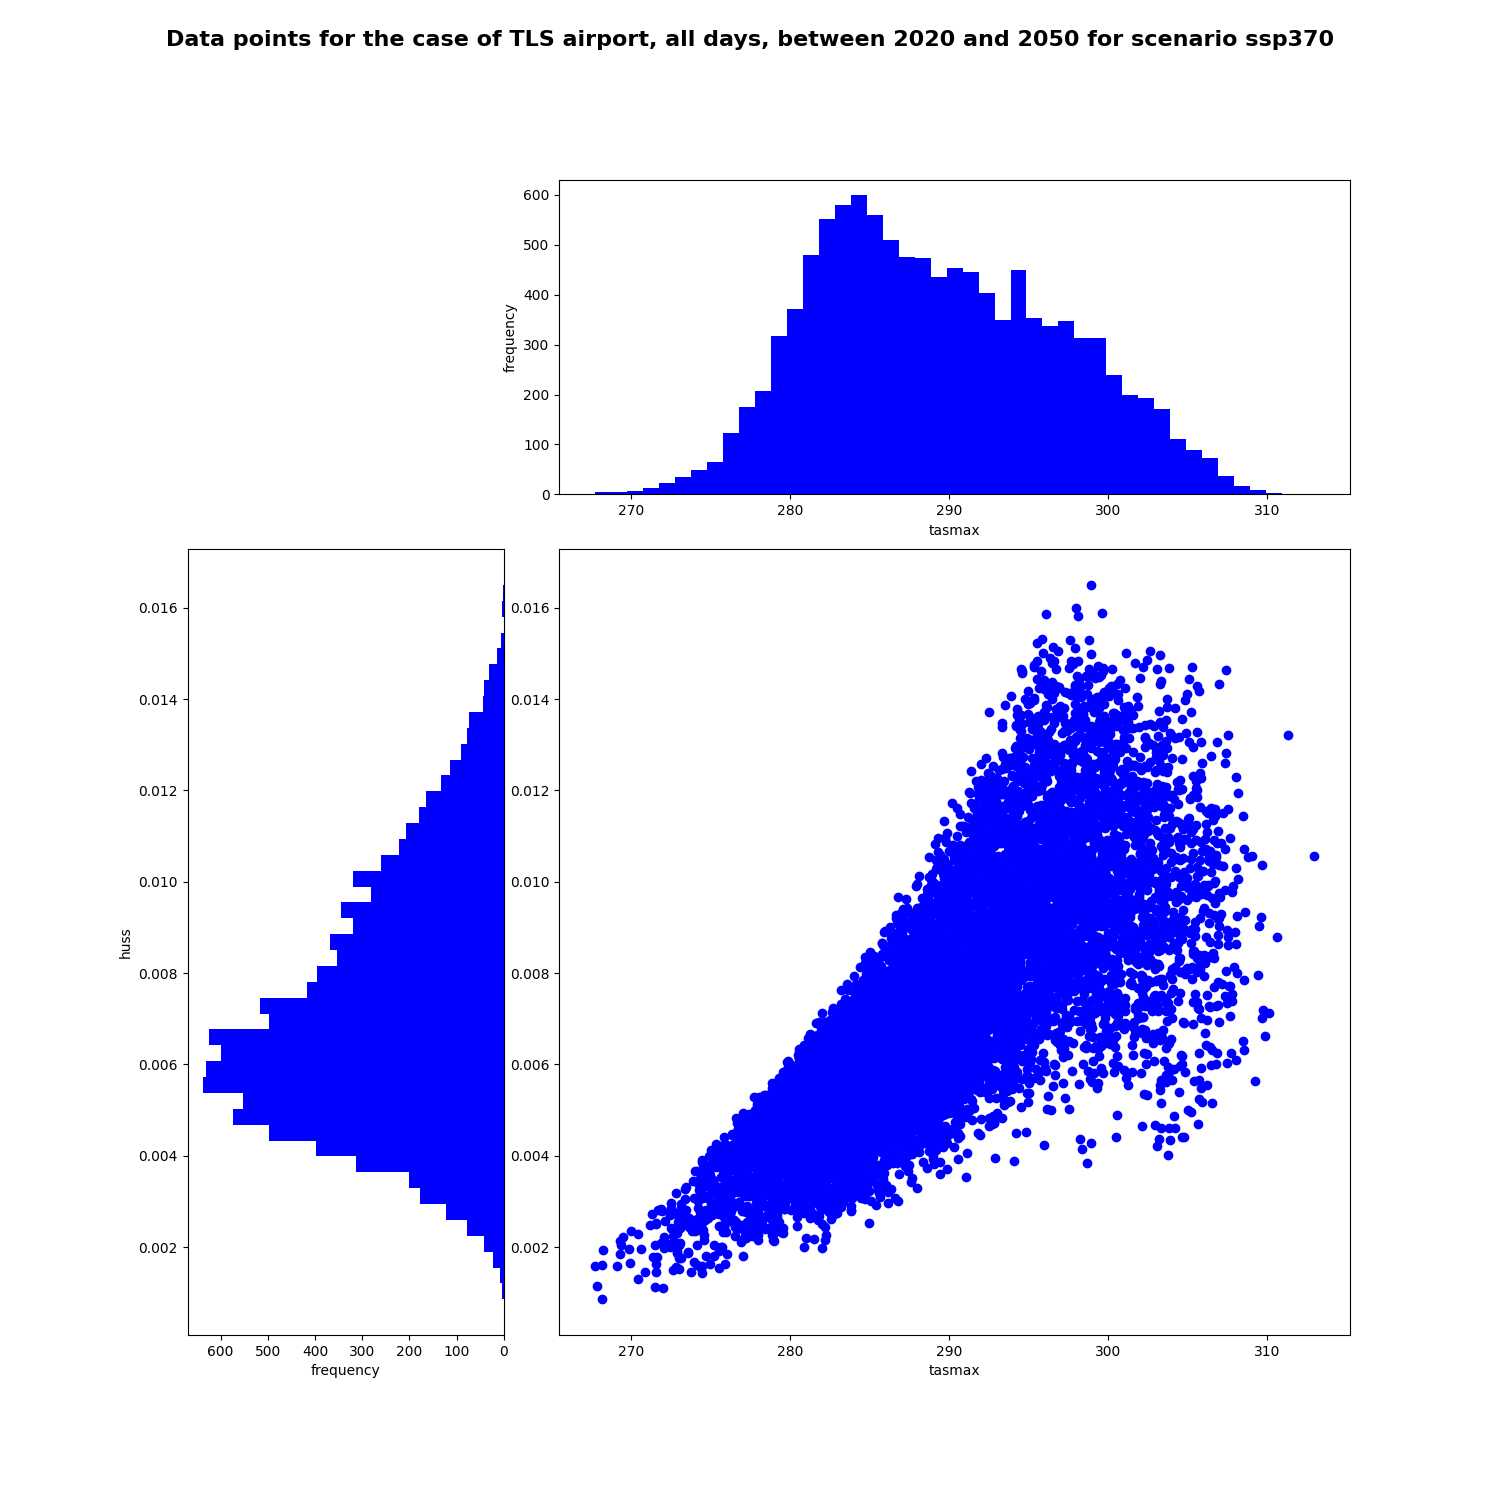 Data points for the case of TLS airport, all days, between 2020 and 2050 for scenario ssp370
600
500
400
300
200
100
0
frequency
270 280 290 300 310
tasmax
0.016
0.014
0.012
0.010
0.008
0.006
0.004
0.002
huss
600 500 400 300 200 100 0
frequency
0.016
0.014
0.012
0.010
0.008
0.006
0.004
0.002
270 280 290 300 310
tasmax